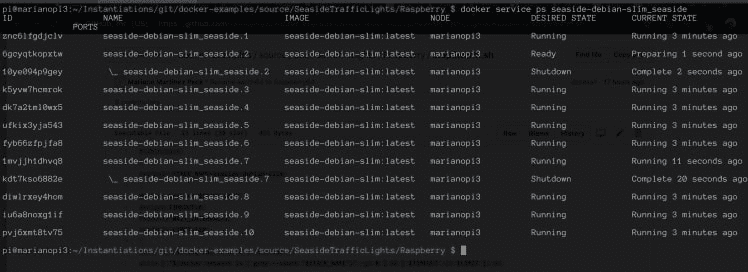 pi@marianopi3:~/Instantiations/git/docker-examples/source/SeasideTrafficLights/Raspberry $ docker service ps seaside-debian-slim_seaside
ID NAME IMAGE NODE DESIRED STATE CURRENT STATE
PORTS
znc6lfgdjclv seaside-debian-slim_seaside.1 seaside-debian-slim:latest marianopi3 Running Running 3 minutes ago
6gcyqtkopxtw seaside-debian-slim_seaside.2 seaside-debian-slim:latest marianopi3 Ready Preparing 1 second ago
10ye094p9gey \_ seaside-debian-slim_seaside.2 seaside-debian-slim:latest marianopi3 Shutdown Complete 2 seconds ago
k5yvw7hcmrok seaside-debian-slim_seaside.3 seaside-debian-slim:latest marianopi3 Running Running 3 minutes ago
dk7a2tml0wx5 seaside-debian-slim_seaside.4 seaside-debian-slim:latest marianopi3 Running Running 3 minutes ago
ufkix3yja543 seaside-debian-slim_seaside.5 seaside-debian-slim:latest marianopi3 Running Running 3 minutes ago
fyb66zfpjfa8 seaside-debian-slim_seaside.6 seaside-debian-slim:latest marianopi3 Running Running 3 minutes ago
1mvjjh1dhvq8 seaside-debian-slim_seaside.7 seaside-debian-slim:latest marianopi3 Running Running 11 seconds ago
kdt7kso6882e \_ seaside-debian-slim_seaside.7 seaside-debian-slim:latest marianopi3 Shutdown Complete 20 seconds ago
diwlrxey4hom seaside-debian-slim_seaside.8 seaside-debian-slim:latest marianopi3 Running Running 3 minutes ago
iu6a8noxg1if seaside-debian-slim_seaside.9 seaside-debian-slim:latest marianopi3 Running Running 3 minutes ago
pvj6xmt8tv75 seaside-debian-slim_seaside.10 seaside-debian-slim:latest marianopi3 Running Running 3 minutes ago
pi@marianopi3:~/Instantiations/git/docker-examples/source/SeasideTrafficLights/Raspberry $